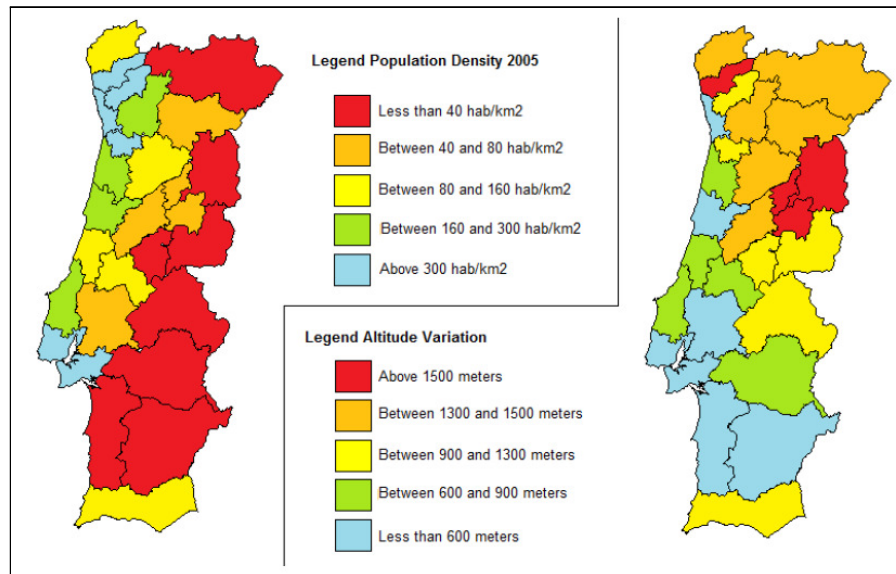 Legend Population Density 2005
Less than 40 hab/km2
Between 40 and 80 hab/km2
Between 80 and 160 hab/km2
Between 160 and 300 hab/km2
Above 300 hab/km2
Legend Altitude Variation
Above 1500 meters
Between 1300 and 1500 meters
Between 900 and 1300 meters
Between 600 and 900 meters
Less than 600 meters